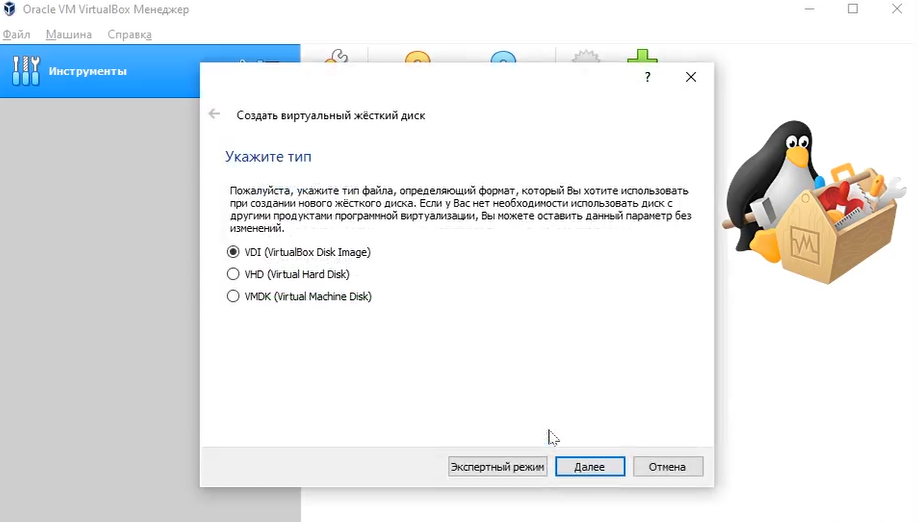 Oracle VM VirtualBox Менеджер
Файл Машина Справка
Инструменты
?
Создать виртуальный жёсткий диск
Укажите тип
Пожалуйста, укажите тип файла, определяющий формат, который Вы хотите использовать
при создании нового жёсткого диска. Если у Вас нет необходимости использовать диск с
другими продуктами программной виртуализации, Вы можете оставить данный параметр без
изменений.
VDI (VirtualBox Disk Image)
VHD (Virtual Hard Disk)
VMDK (Virtual Machine Disk)
Экспертный режим Далее Отмена